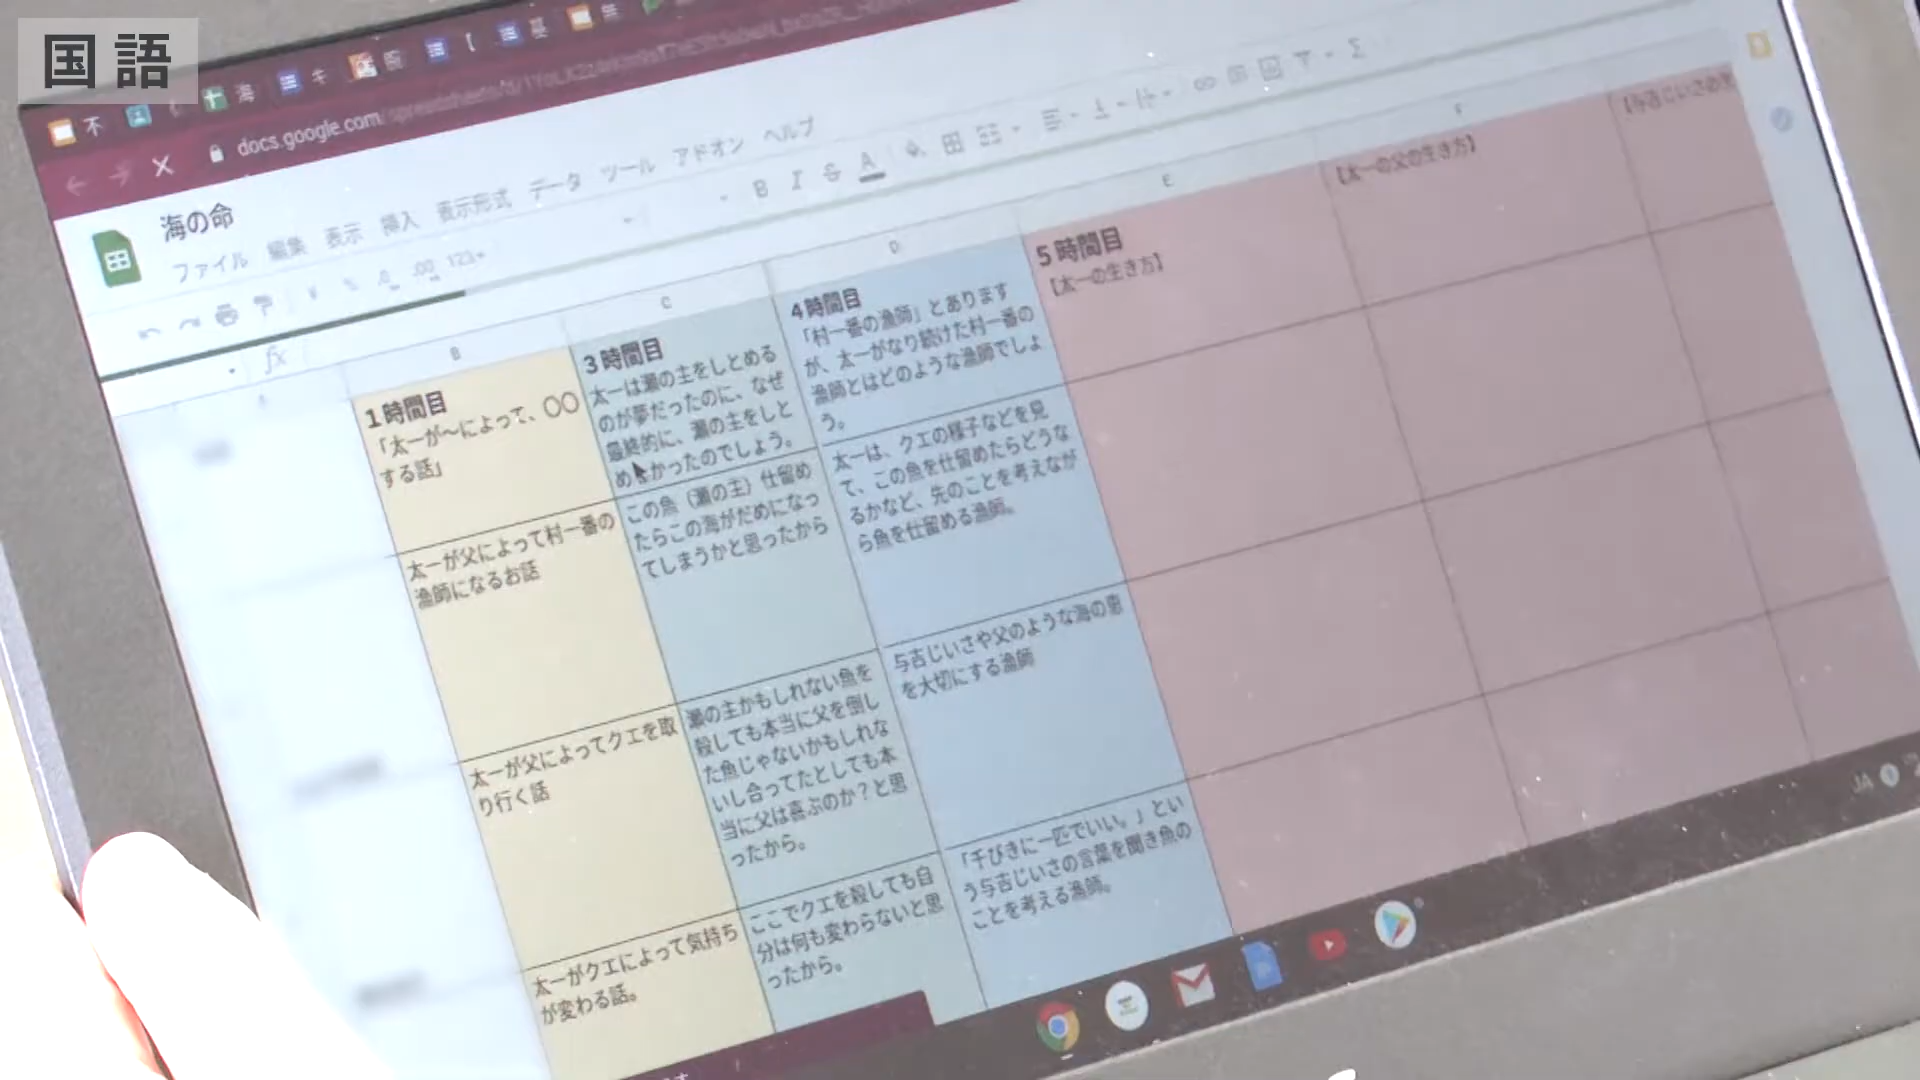 国語
docs.google.com
海の命
ファイル 編集 表示 挿入 表示形式 データ ツール アドオン ヘルプ
B
C
D
E
F
1時間目
「太一が〜によって、〇〇
する話」
太一が父によって村一番の
漁師になるお話
太一が父によってクエを取
り行く話
太一がクエによって気持ち
が変わる話。
3時間目
太一は瀬の主をしとめる
のが夢だったのに、なぜ
最終的に、瀬の主をしと
めなかったのでしょう。
この魚（瀬の主）仕留め
たらこの海がだめになっ
てしまうかと思ったから
瀬の主かもしれない魚を
殺しても本当に父を倒し
た魚じゃないかもしれな
いし合ってたとしても本
当に父は喜ぶのか？と思
ったから。
ここでクエを殺しても自
分は何も変わらないと思
ったから。
4時間目
「村一番の漁師」とあります
が、太一がなり続けた村一番の
漁師とはどのような漁師でしょ
う。
太一は、クエの様子などを見
て、この魚を仕留めたらどうな
るかなど、先のことを考えなが
ら魚を仕留める漁師。
与吉じいさや父のような海の恵
を大切にする漁師
「千びきに一匹でいい。」とい
う与吉じいさの言葉を聞き魚の
ことを考える漁師。
5時間目
【太一の生き方】
【太一の父の生き方】
【与吉じいさの生